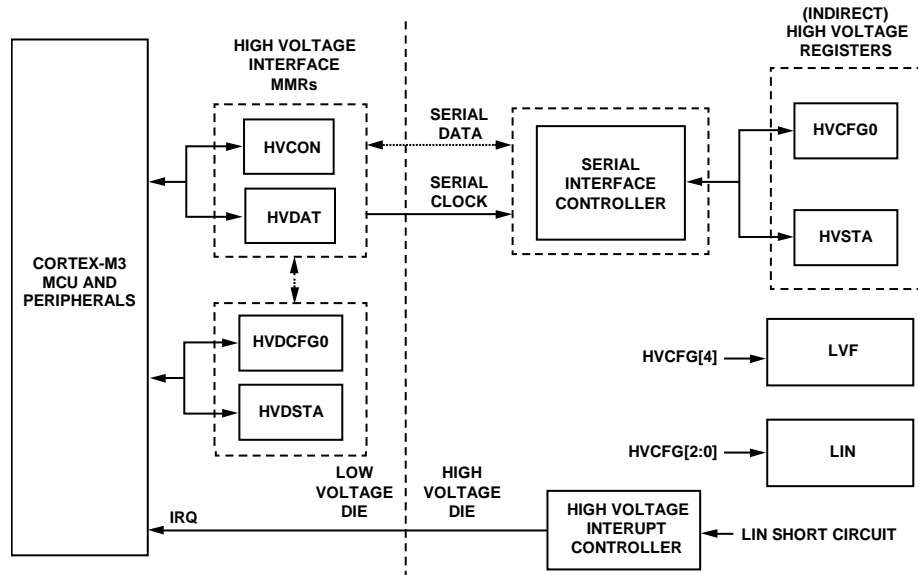 (INDIRECT)
HIGH VOLTAGE
REGISTERS
HIGH VOLTAGE
INTERFACE
MMRs
SERIAL
DATA
HVCON
HVCFG0
SERIAL
INTERFACE
CONTROLLER
SERIAL
CLOCK
HVDAT
HVSTA
CORTEX-M3
MCU AND
PERIPHERALS
HVDCFG0
HVCFG[4]
LVF
HVDSTA
HVCFG[2:0]
LIN
LOW
VOLTAGE
DIE
HIGH
VOLTAGE
DIE
IRQ
HIGH VOLTAGE
INTERUPT
CONTROLLER
LIN SHORT CIRCUIT